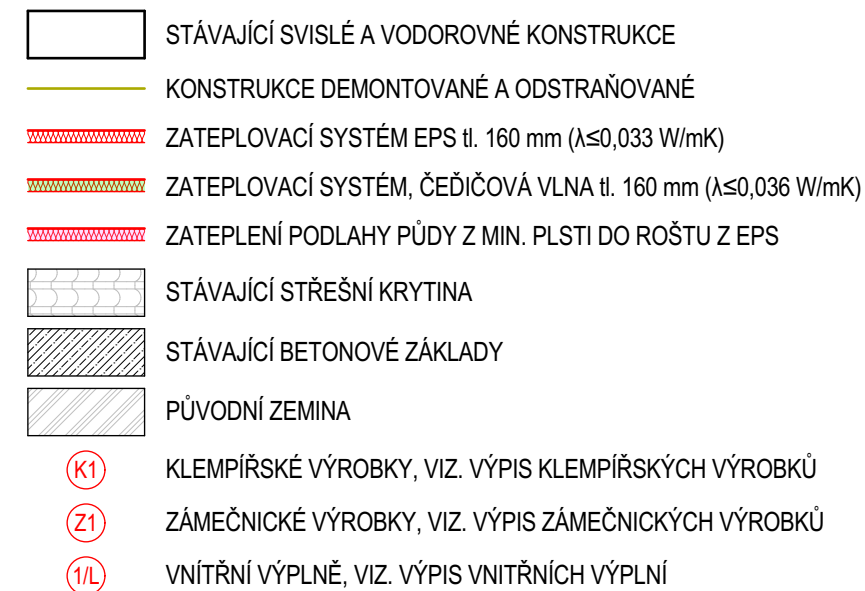 STÁVAJÍCÍ SVISLÉ A VODOROVNÉ KONSTRUKCE
KONSTRUKCE DEMONTOVANÉ A ODSTRAŇOVANÉ
ZATEPLOVACÍ SYSTÉM EPS tl. 160 mm (λ≤0,033 W/mK)
ZATEPLOVACÍ SYSTÉM, ČEĎIČOVÁ VLNA tl. 160 mm (λ≤0,036 W/mK)
ZATEPLENÍ PODLAHY PŮDY Z MIN. PLSTI DO ROŠTU Z EPS
STÁVAJÍCÍ STŘEŠNÍ KRYTINA
STÁVAJÍCÍ BETONOVÉ ZÁKLADY
PŮVODNÍ ZEMINA
K1 KLEMPÍŘSKÉ VÝROBKY, VIZ. VÝPIS KLEMPÍŘSKÝCH VÝROBKŮ
Z1 ZÁMEČNICKÉ VÝROBKY, VIZ. VÝPIS ZÁMEČNICKÝCH VÝROBKŮ
1/L VNÍTŘNÍ VÝPLNĚ, VIZ. VÝPIS VNITŘNÍCH VÝPLNÍ